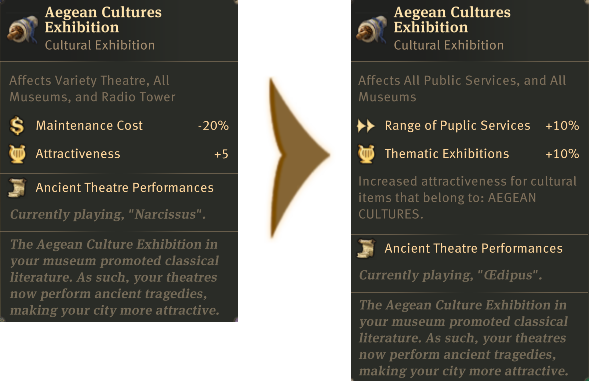 Aegean Cultures
Exhibition
Cultural Exhibition
Affects Variety Theatre, All
Museums, and Radio Tower
Maintenance Cost -20%
Attractiveness +5
Ancient Theatre Performances
Currently playing, "Narcissus".
The Aegean Culture Exhibition in
your museum promoted classical
literature. As such, your theatres
now perform ancient tragedies,
making your city more attractive.
Aegean Cultures
Exhibition
Cultural Exhibition
Affects All Public Services, and All
Museums
Range of Puplic Services +10%
Thematic Exhibitions +10%
Increased attractiveness for cultural
items that belong to: AEGEAN
CULTURES.
Ancient Theatre Performances
Currently playing, "Œdipus".
The Aegean Culture Exhibition in
your museum promoted classical
literature. As such, your theatres
now perform ancient tragedies,
making your city more attractive.